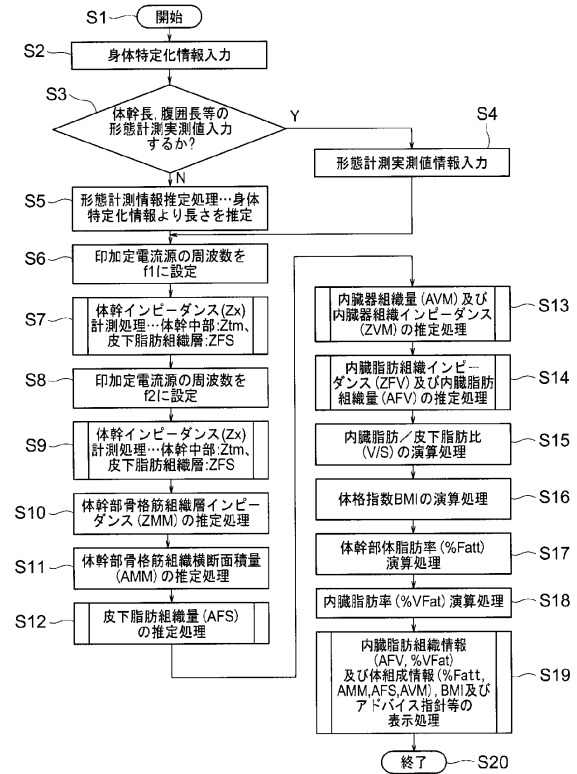 S1
開始
S2
身体特定化情報入力
S3
体幹長,腹囲長等の
形態計測実測値入力
するか?
Y
N
S4
形態計測実測値情報入力
S5
形態計測情報推定処理…身体
特定化情報より長さを推定
S6
印加定電流源の周波数を
f1に設定
S7
体幹インピーダンス(Zx)
計測処理…体幹中部:Ztm、
皮下脂肪組織層:ZFS
S8
印加定電流源の周波数を
f2に設定
S9
体幹インピーダンス(Zx)
計測処理…体幹中部:Ztm、
皮下脂肪組織層:ZFS
S10
体幹部骨格筋組織層インピー
ダンス(ZMM)の推定処理
S11
体幹部骨格筋組織横断面積量
(AMM)の推定処理
S12
皮下脂肪組織量(AFS)
の推定処理
S13
内臓器組織量(AVM)及び
内臓器組織インピーダンス
(ZVM)の推定処理
S14
内臓脂肪組織インピー
ダンス(ZFV)及び内臓脂肪
組織量(AFV)の推定処理
S15
内臓脂肪/皮下脂肪比
(V/S)の演算処理
S16
体格指数BMIの演算処理
S17
体幹部体脂肪率(%Fatt)
演算処理
S18
内臓脂肪率(%VFat)演算処理
S19
内臓脂肪組織情報
(AFV,%VFat)
及び体組成情報(%Fatt,
AMM,AFS,AVM),BMI及び
アドバイス指針等の
表示処理
終了
S20